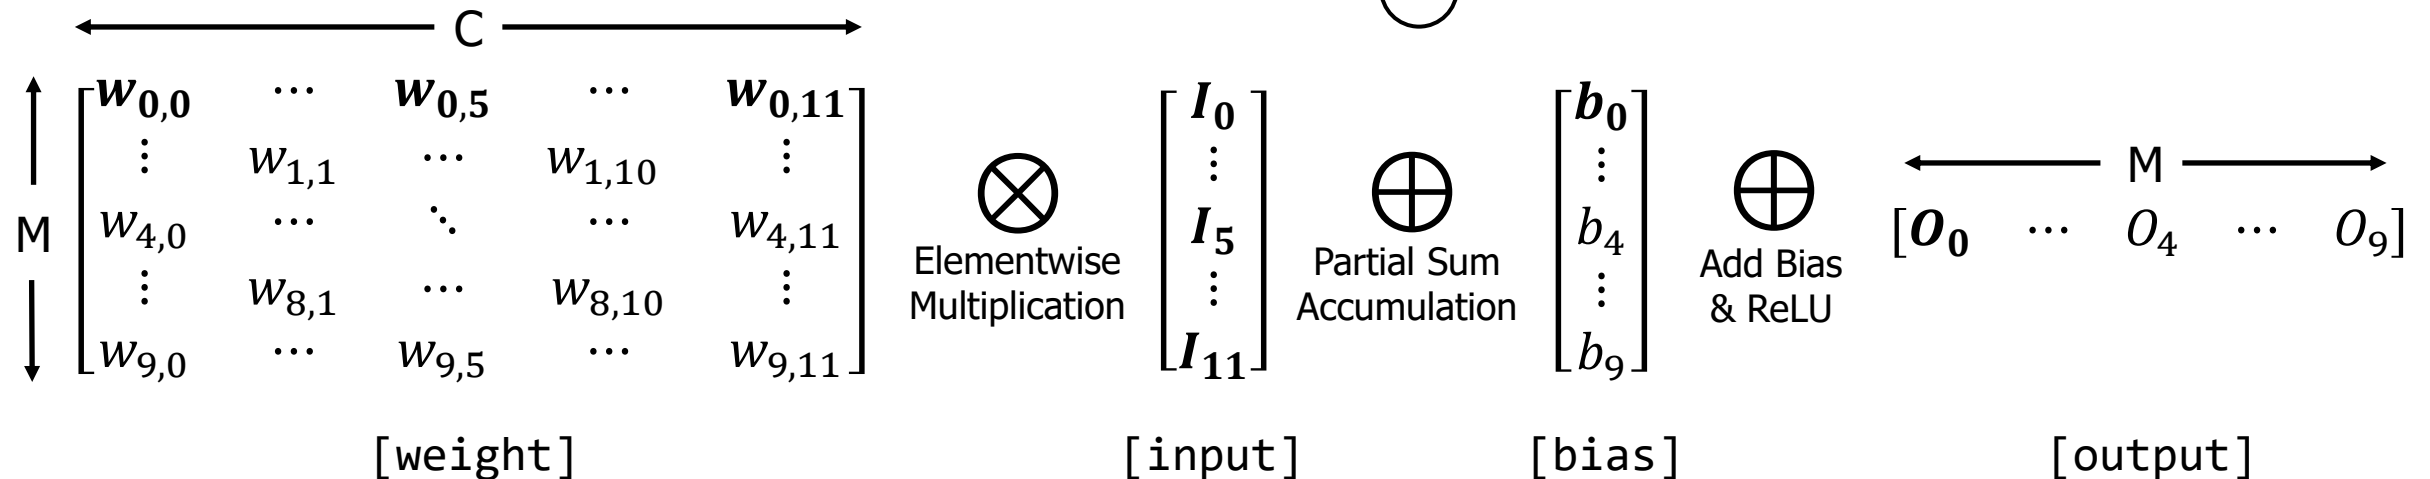 C
M
w0,0 ⋯ w0,5 ⋯ w0,11
⋮ w1,1 ⋯ w1,10 ⋮
w4,0 ⋯ ⋱ ⋯ w4,11
⋮ w8,1 ⋯ w8,10 ⋮
w9,0 ⋯ w9,5 ⋯ w9,11
[weight]
⊗
Elementwise
Multiplication
I0
⋮
I5
⋮
I11
[input]
⊕
Partial Sum
Accumulation
b0
⋮
b4
⋮
b9
[bias]
⊕
Add Bias
& ReLU
M
[O0 ⋯ O4 ⋯ O9]
[output]